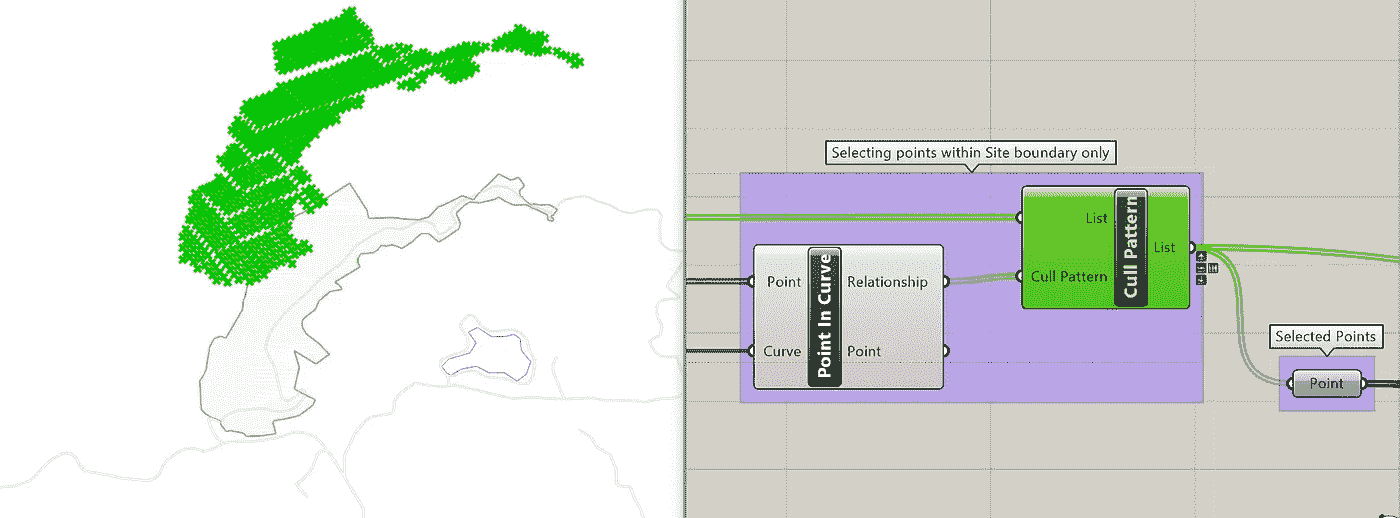 Selecting points within Site boundary only
List
Cull Pattern
Cull Pattern
List
Point
Curve
Point In Curve
Relationship
Point
Selected Points
Point